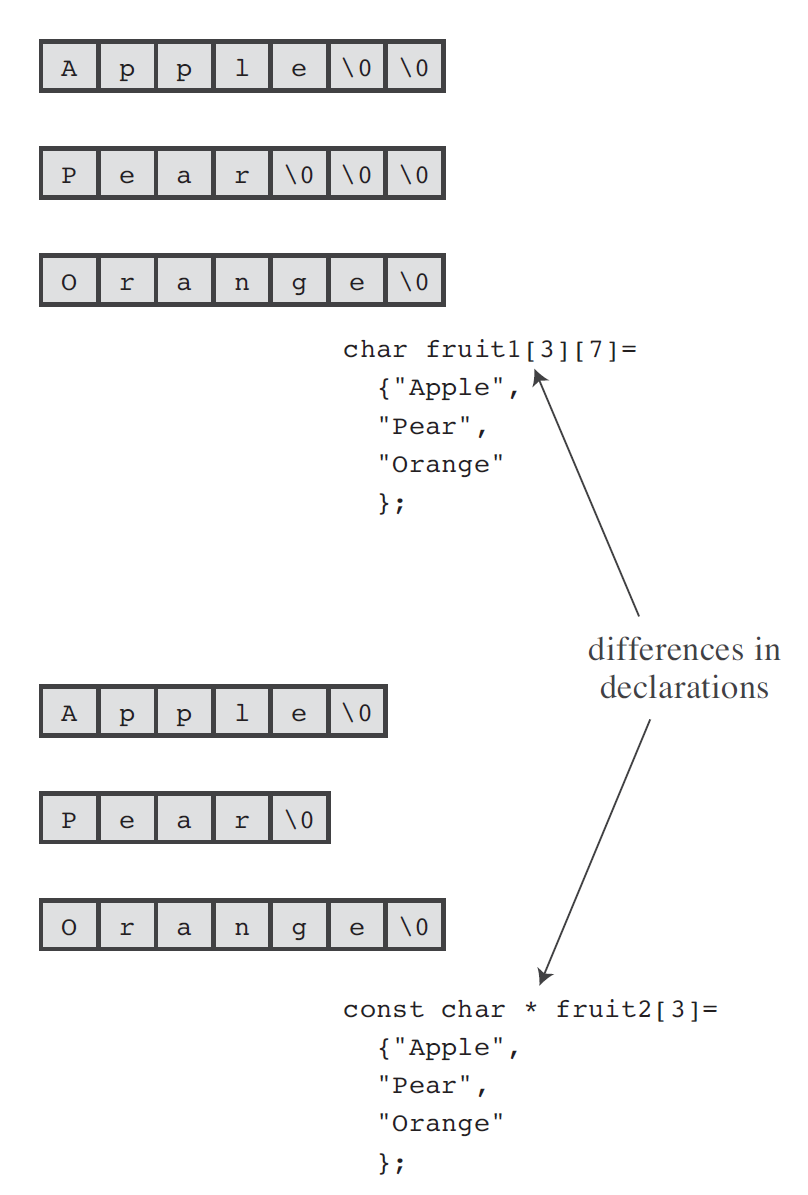 A p p l e \0 \0
P e a r \0 \0 \0
O r a n g e \0
char fruit1[3][7]=
{"Apple",
"Pear",
"Orange"
};
differences in
declarations
A p p l e \0
P e a r \0
O r a n g e \0
const char * fruit2[3]=
{"Apple",
"Pear",
"Orange"
};